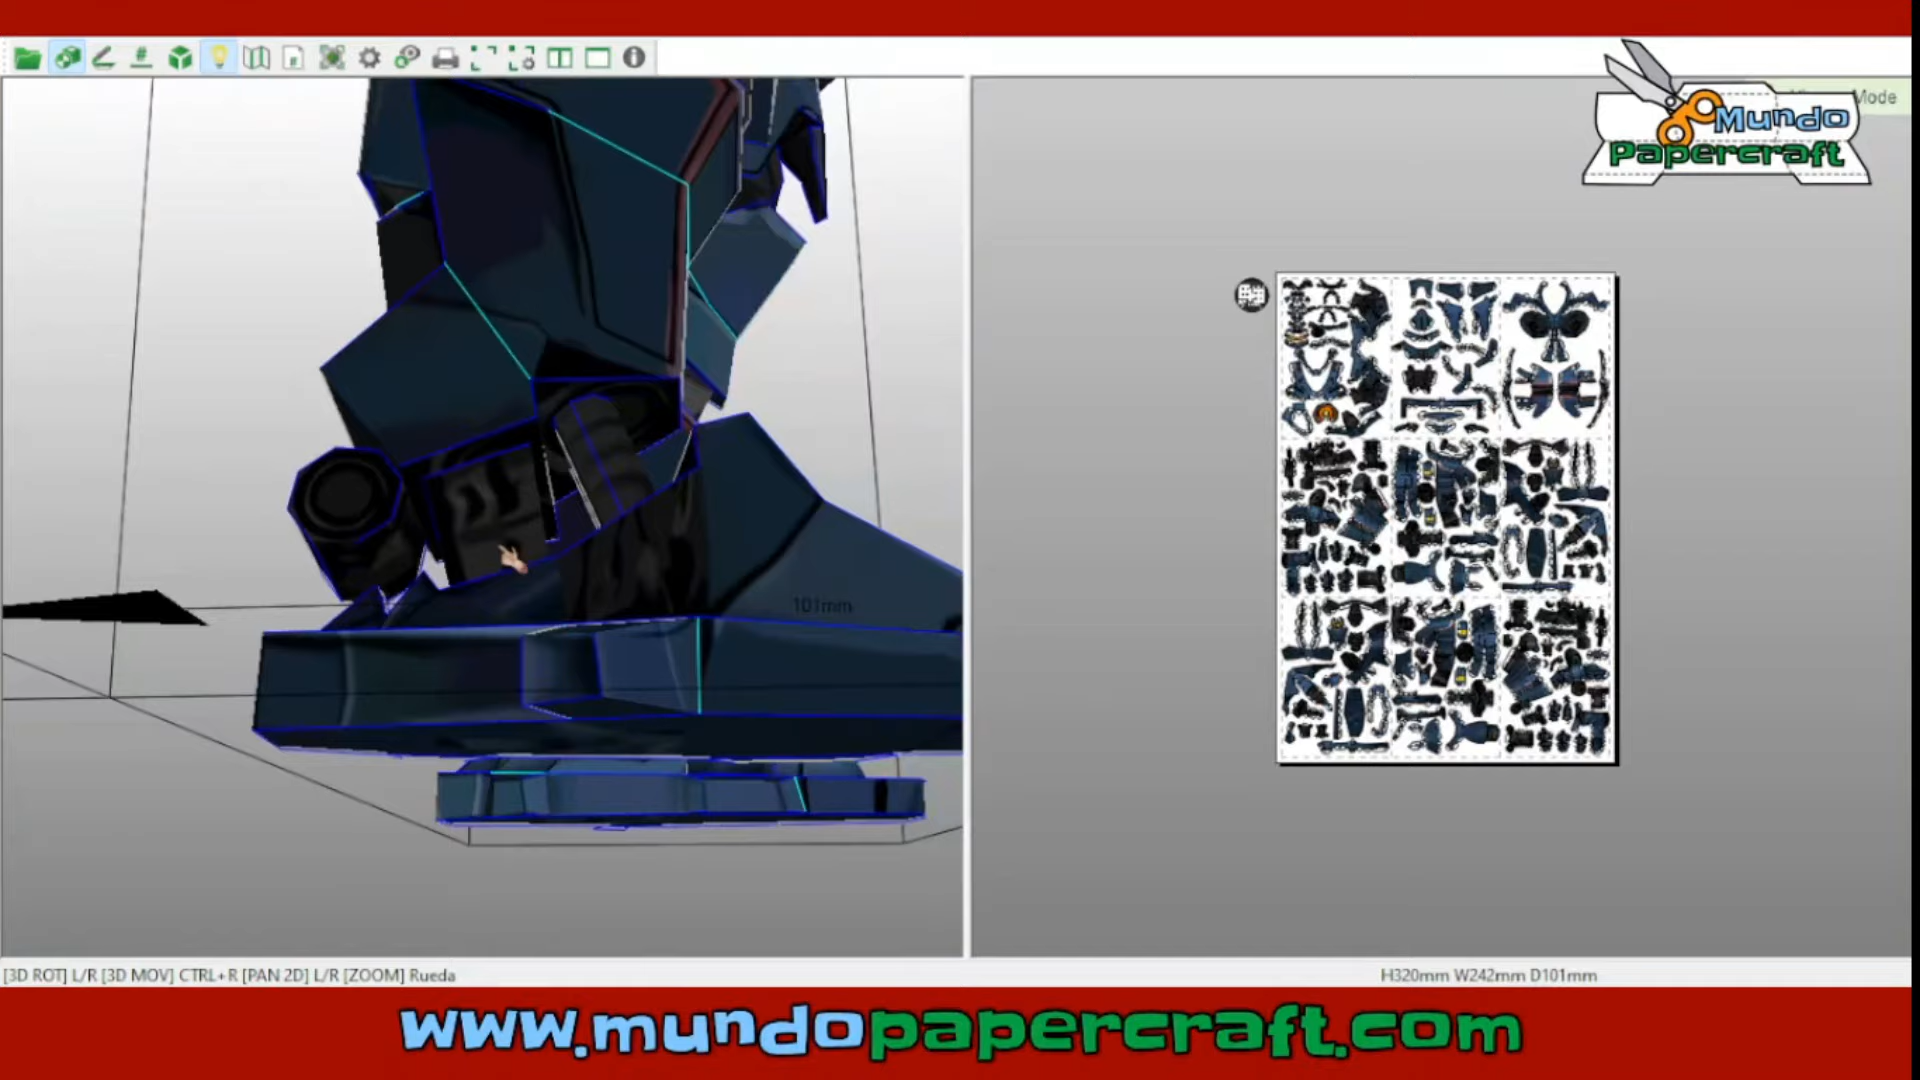 Mode
Mundo
Papercraft
101mm
[3D ROT] L/R [3D MOV] CTRL+R [PAN 2D] L/R [ZOOM] Rueda
H320mm W242mm D101mm
www.mundopapercraft.com